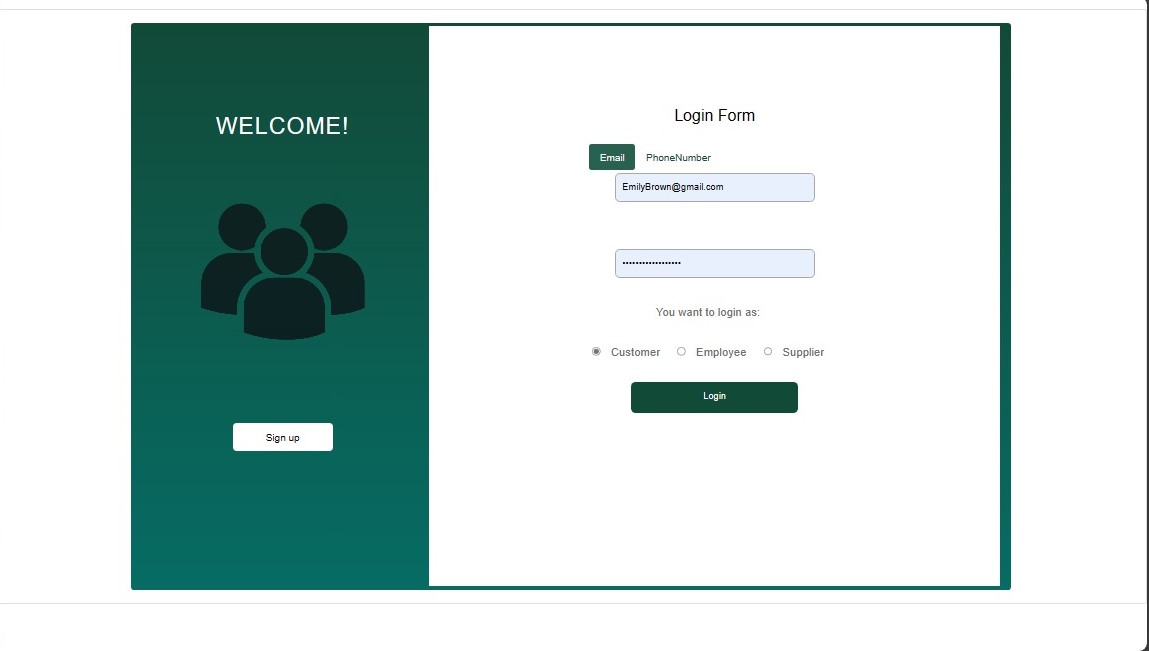 WELCOME!
Sign up
Login Form
Email PhoneNumber
EmilyBrown@gmail.com
••••••••••••••••••
You want to login as:
Customer Employee Supplier
Login